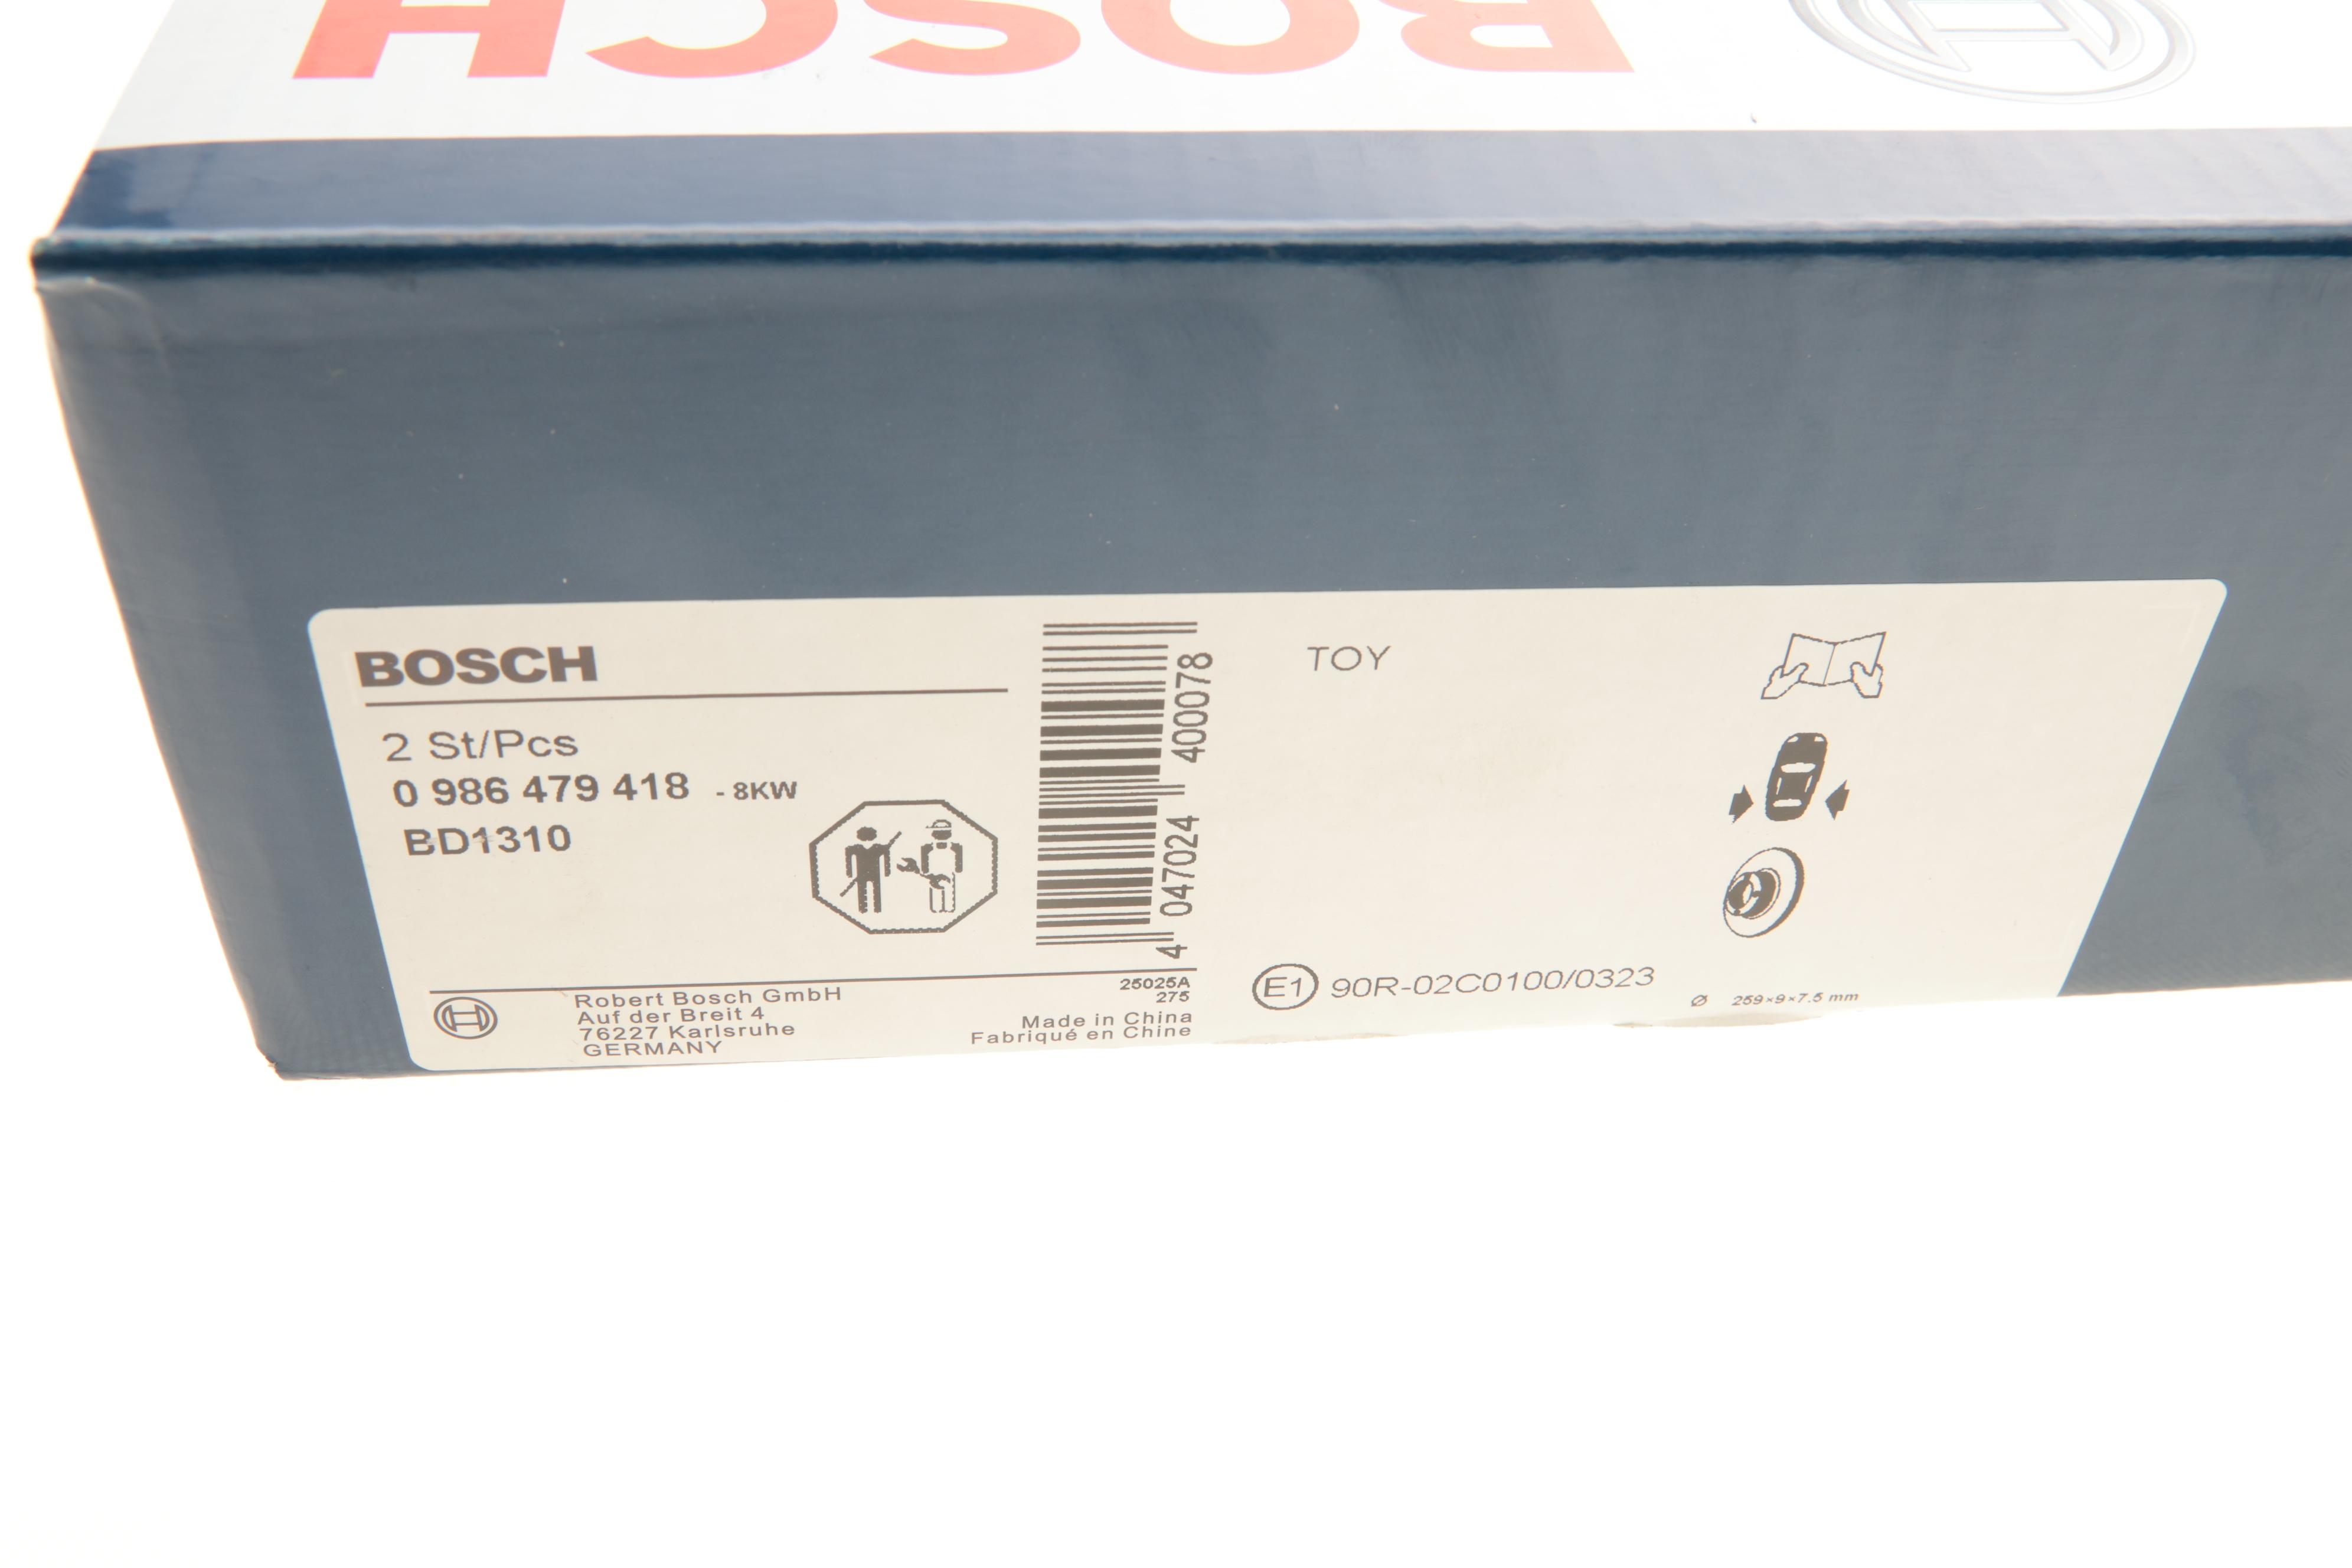 BOSCH
BOSCH
2 St/Pcs
0 986 479 418 - 8KW
BD1310
4 047024 400078
25025A
275
Robert Bosch GmbH
Auf der Breit 4
76227 Karlsruhe
GERMANY
Made in China
Fabriqué en Chine
TOY
E1 90R-02C0100/0323
Ø 259×9×7.5 mm